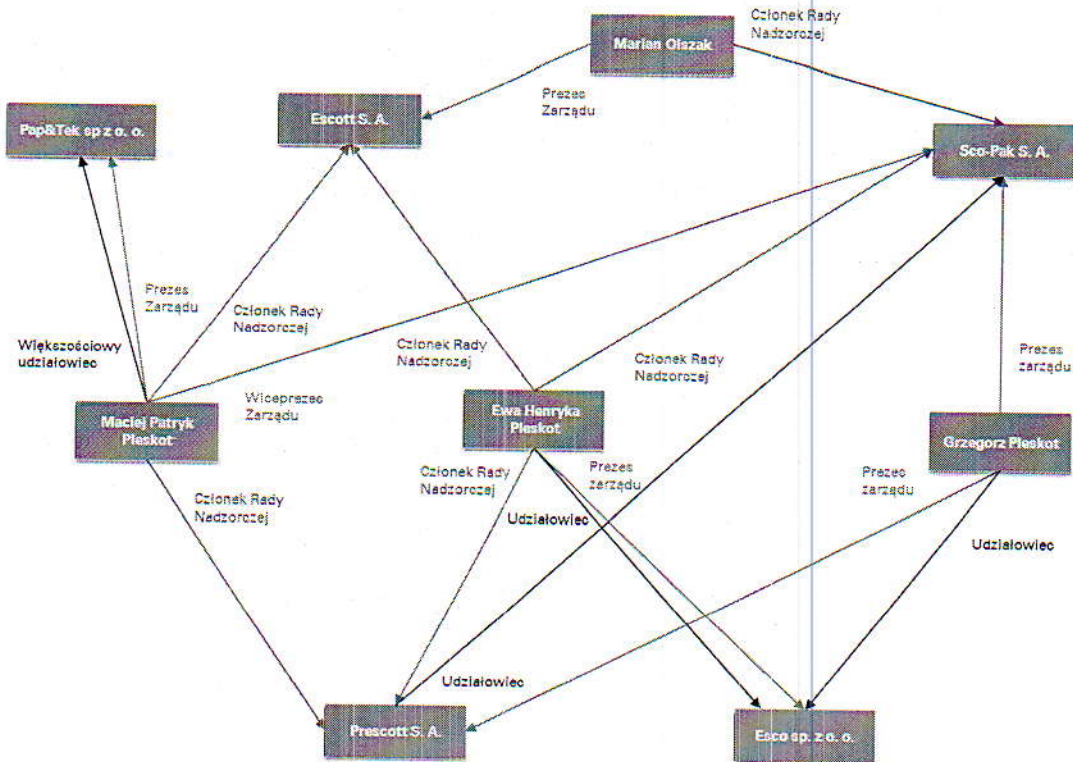 Członek Rady
Nadzorczej
Marian Olszak
Prezes
Zarządu
Escott S. A.
Pap&Tek sp z o. o.
Sco-Pak S. A.
Prezes
Zarządu
Członek Rady
Nadzorczej
Większościowy
udziałowiec
Członek Rady
Nadzorczej
Członek Rady
Nadzorczej
Prezes
zarządu
Wiceprezes
Zarządu
Maciej Patryk
Pleskot
Ewa Henryka
Pleskot
Grzegorz Pleskot
Członek Rady
Nadzorczej
Prezes
zarządu
Prezes
zarządu
Członek Rady
Nadzorczej
Udziałowiec
Udziałowiec
Udziałowiec
Prescott S. A.
Esco sp. z o. o.